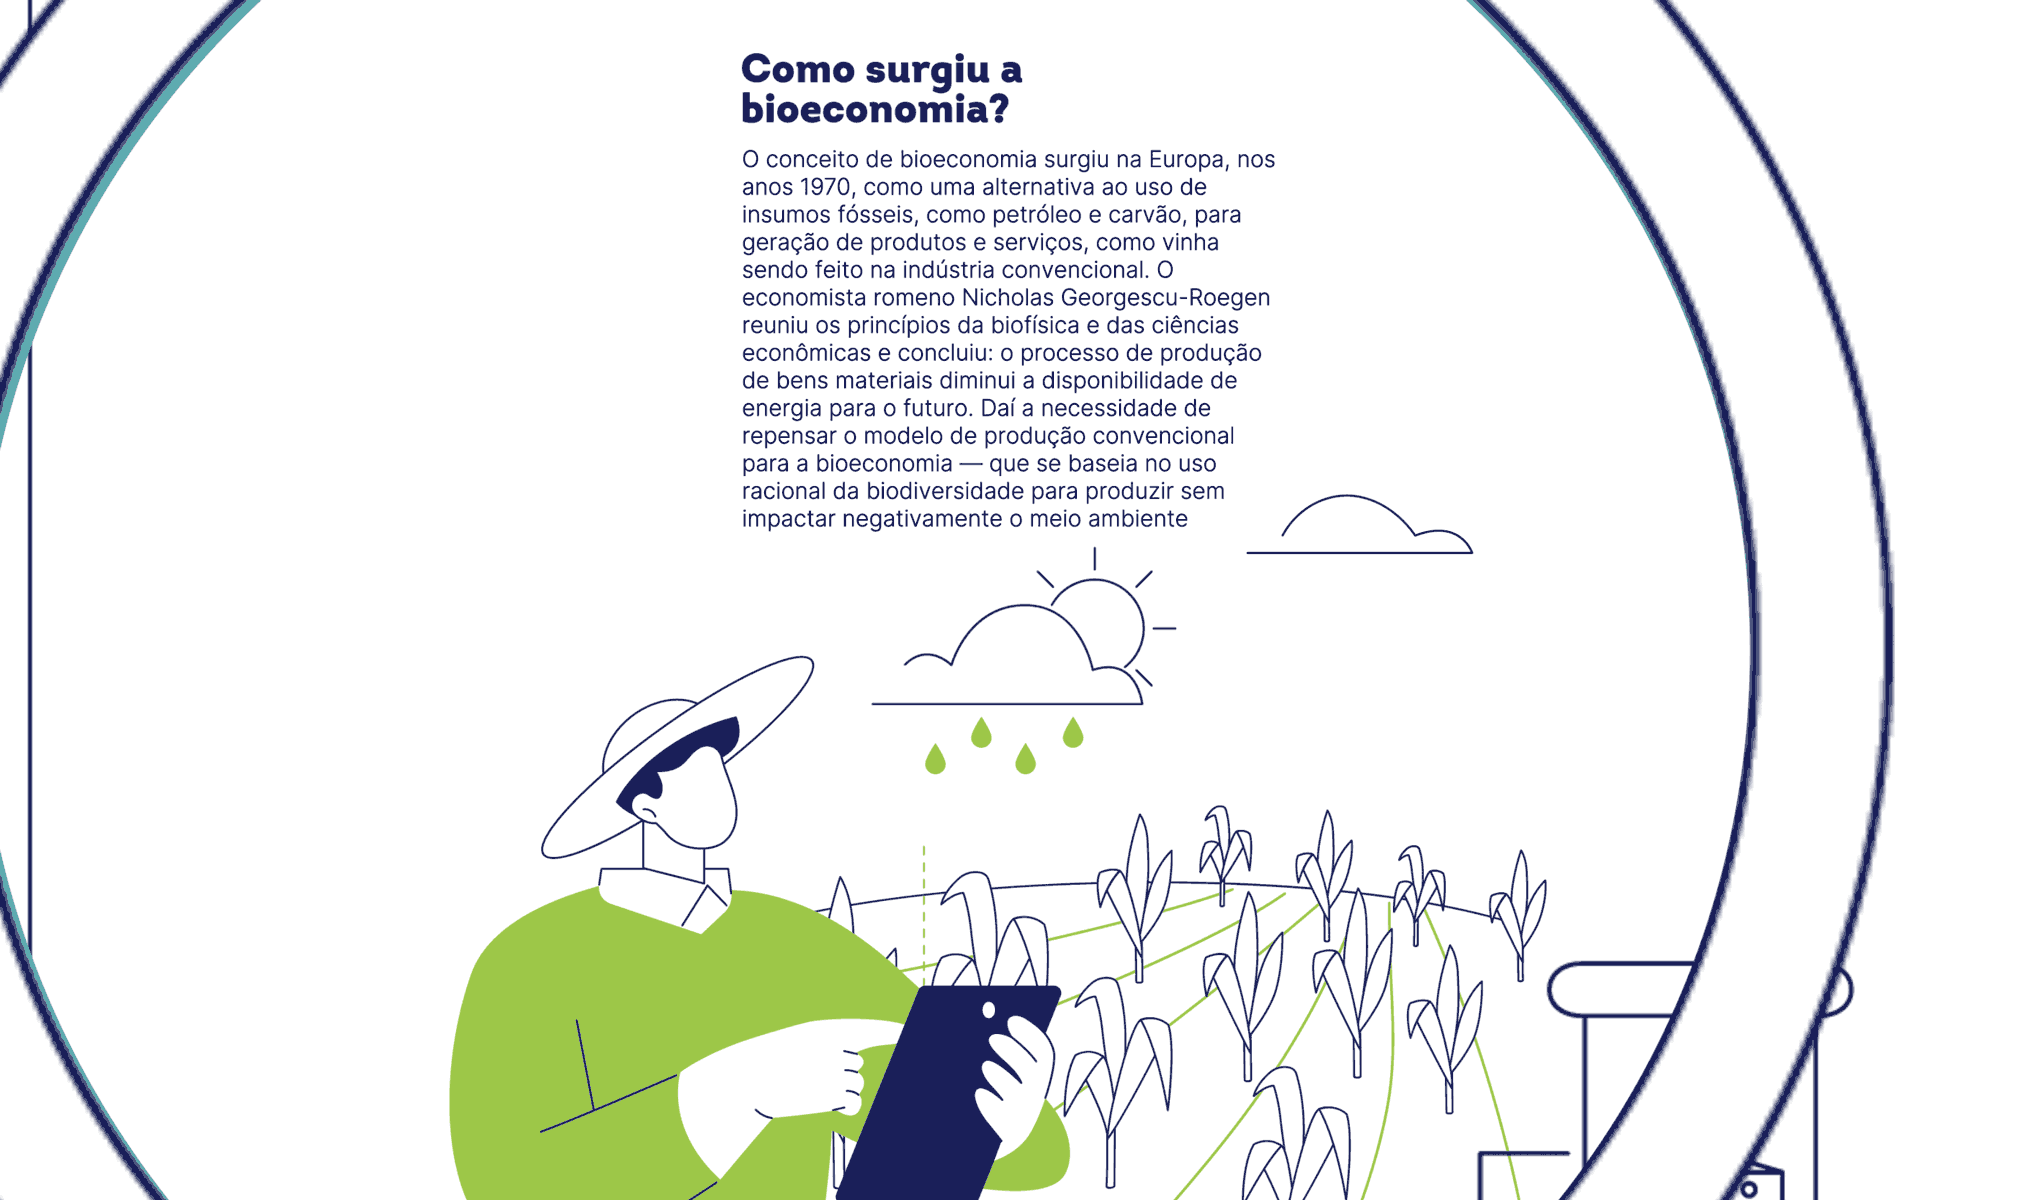 Como surgiu a
bioeconomia?
O conceito de bioeconomia surgiu na Europa, nos
anos 1970, como uma alternativa ao uso de
insumos fósseis, como petróleo e carvão, para
geração de produtos e serviços, como vinha
sendo feito na indústria convencional. O
economista romeno Nicholas Georgescu-Roegen
reuniu os princípios da biofísica e das ciências
econômicas e concluiu: o processo de produção
de bens materiais diminui a disponibilidade de
energia para o futuro. Daí a necessidade de
repensar o modelo de produção convencional
para a bioeconomia — que se baseia no uso
racional da biodiversidade para produzir sem
impactar negativamente o meio ambiente